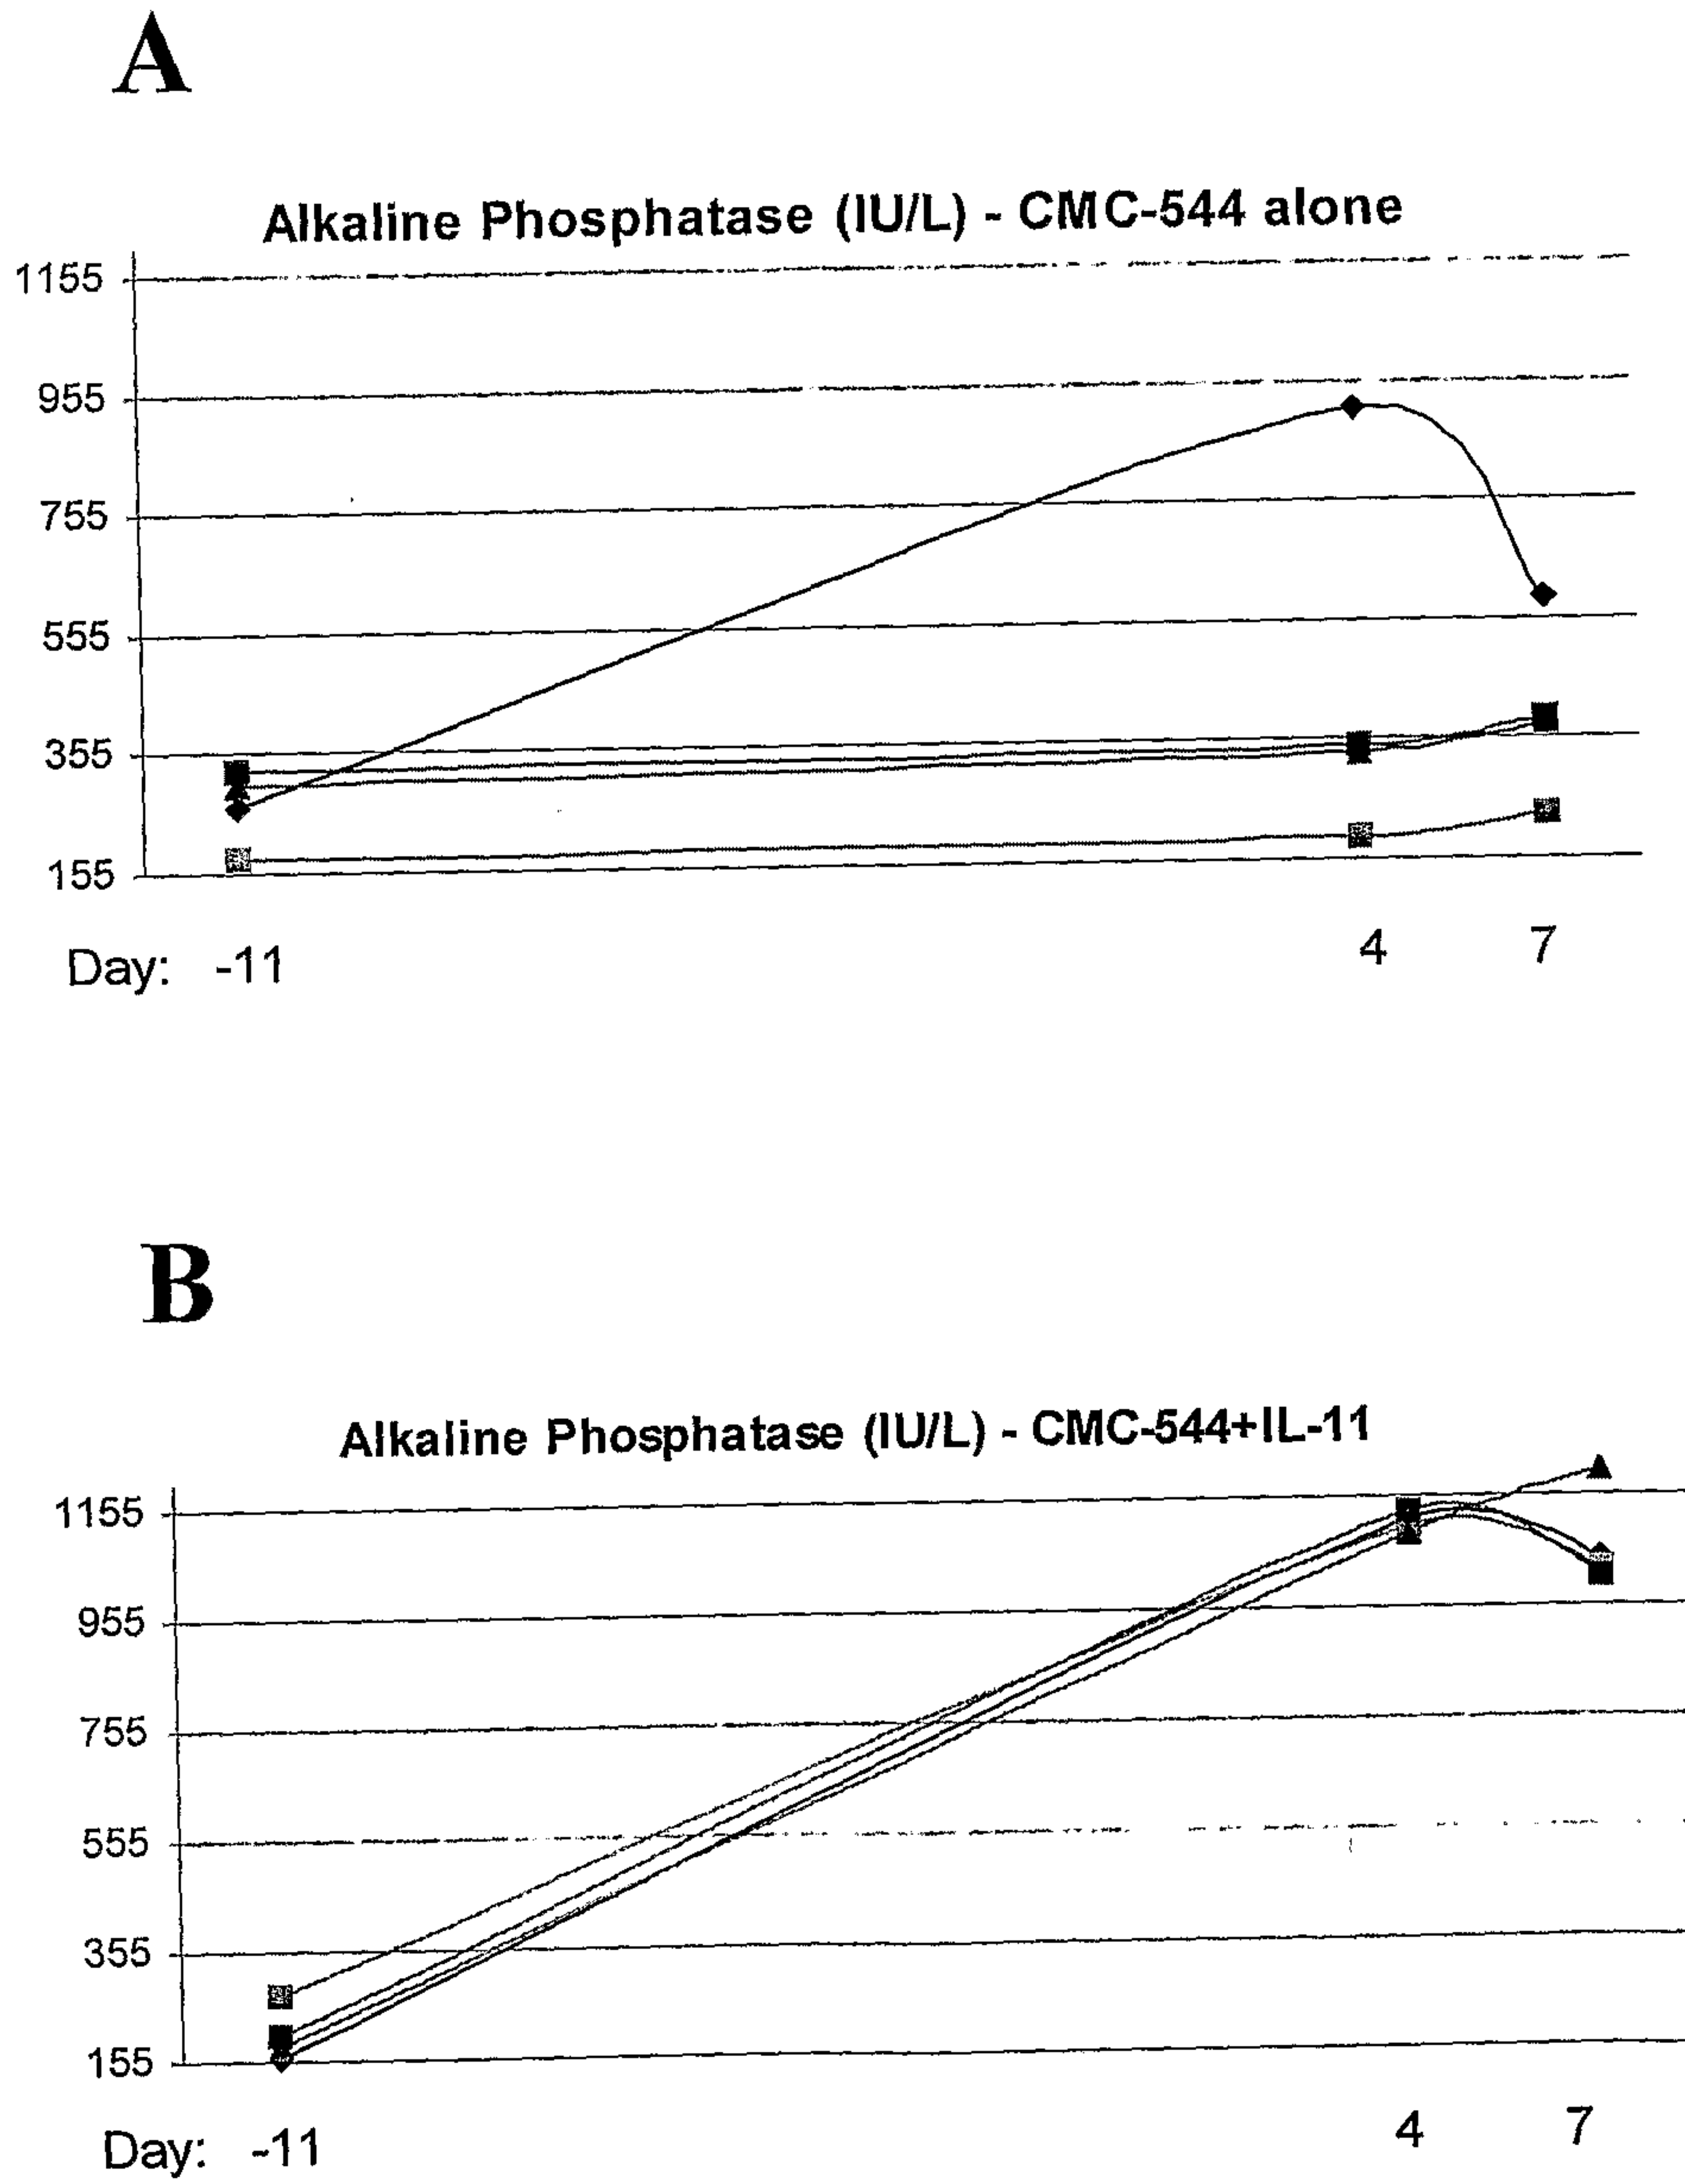 A
Alkaline Phosphatase (IU/L) - CMC-544 alone
1155
955
755
555
355
155
Day: -11 4 7
B
Alkaline Phosphatase (IU/L) - CMC-544+IL-11
1155
955
755
555
355
155
Day: -11 4 7